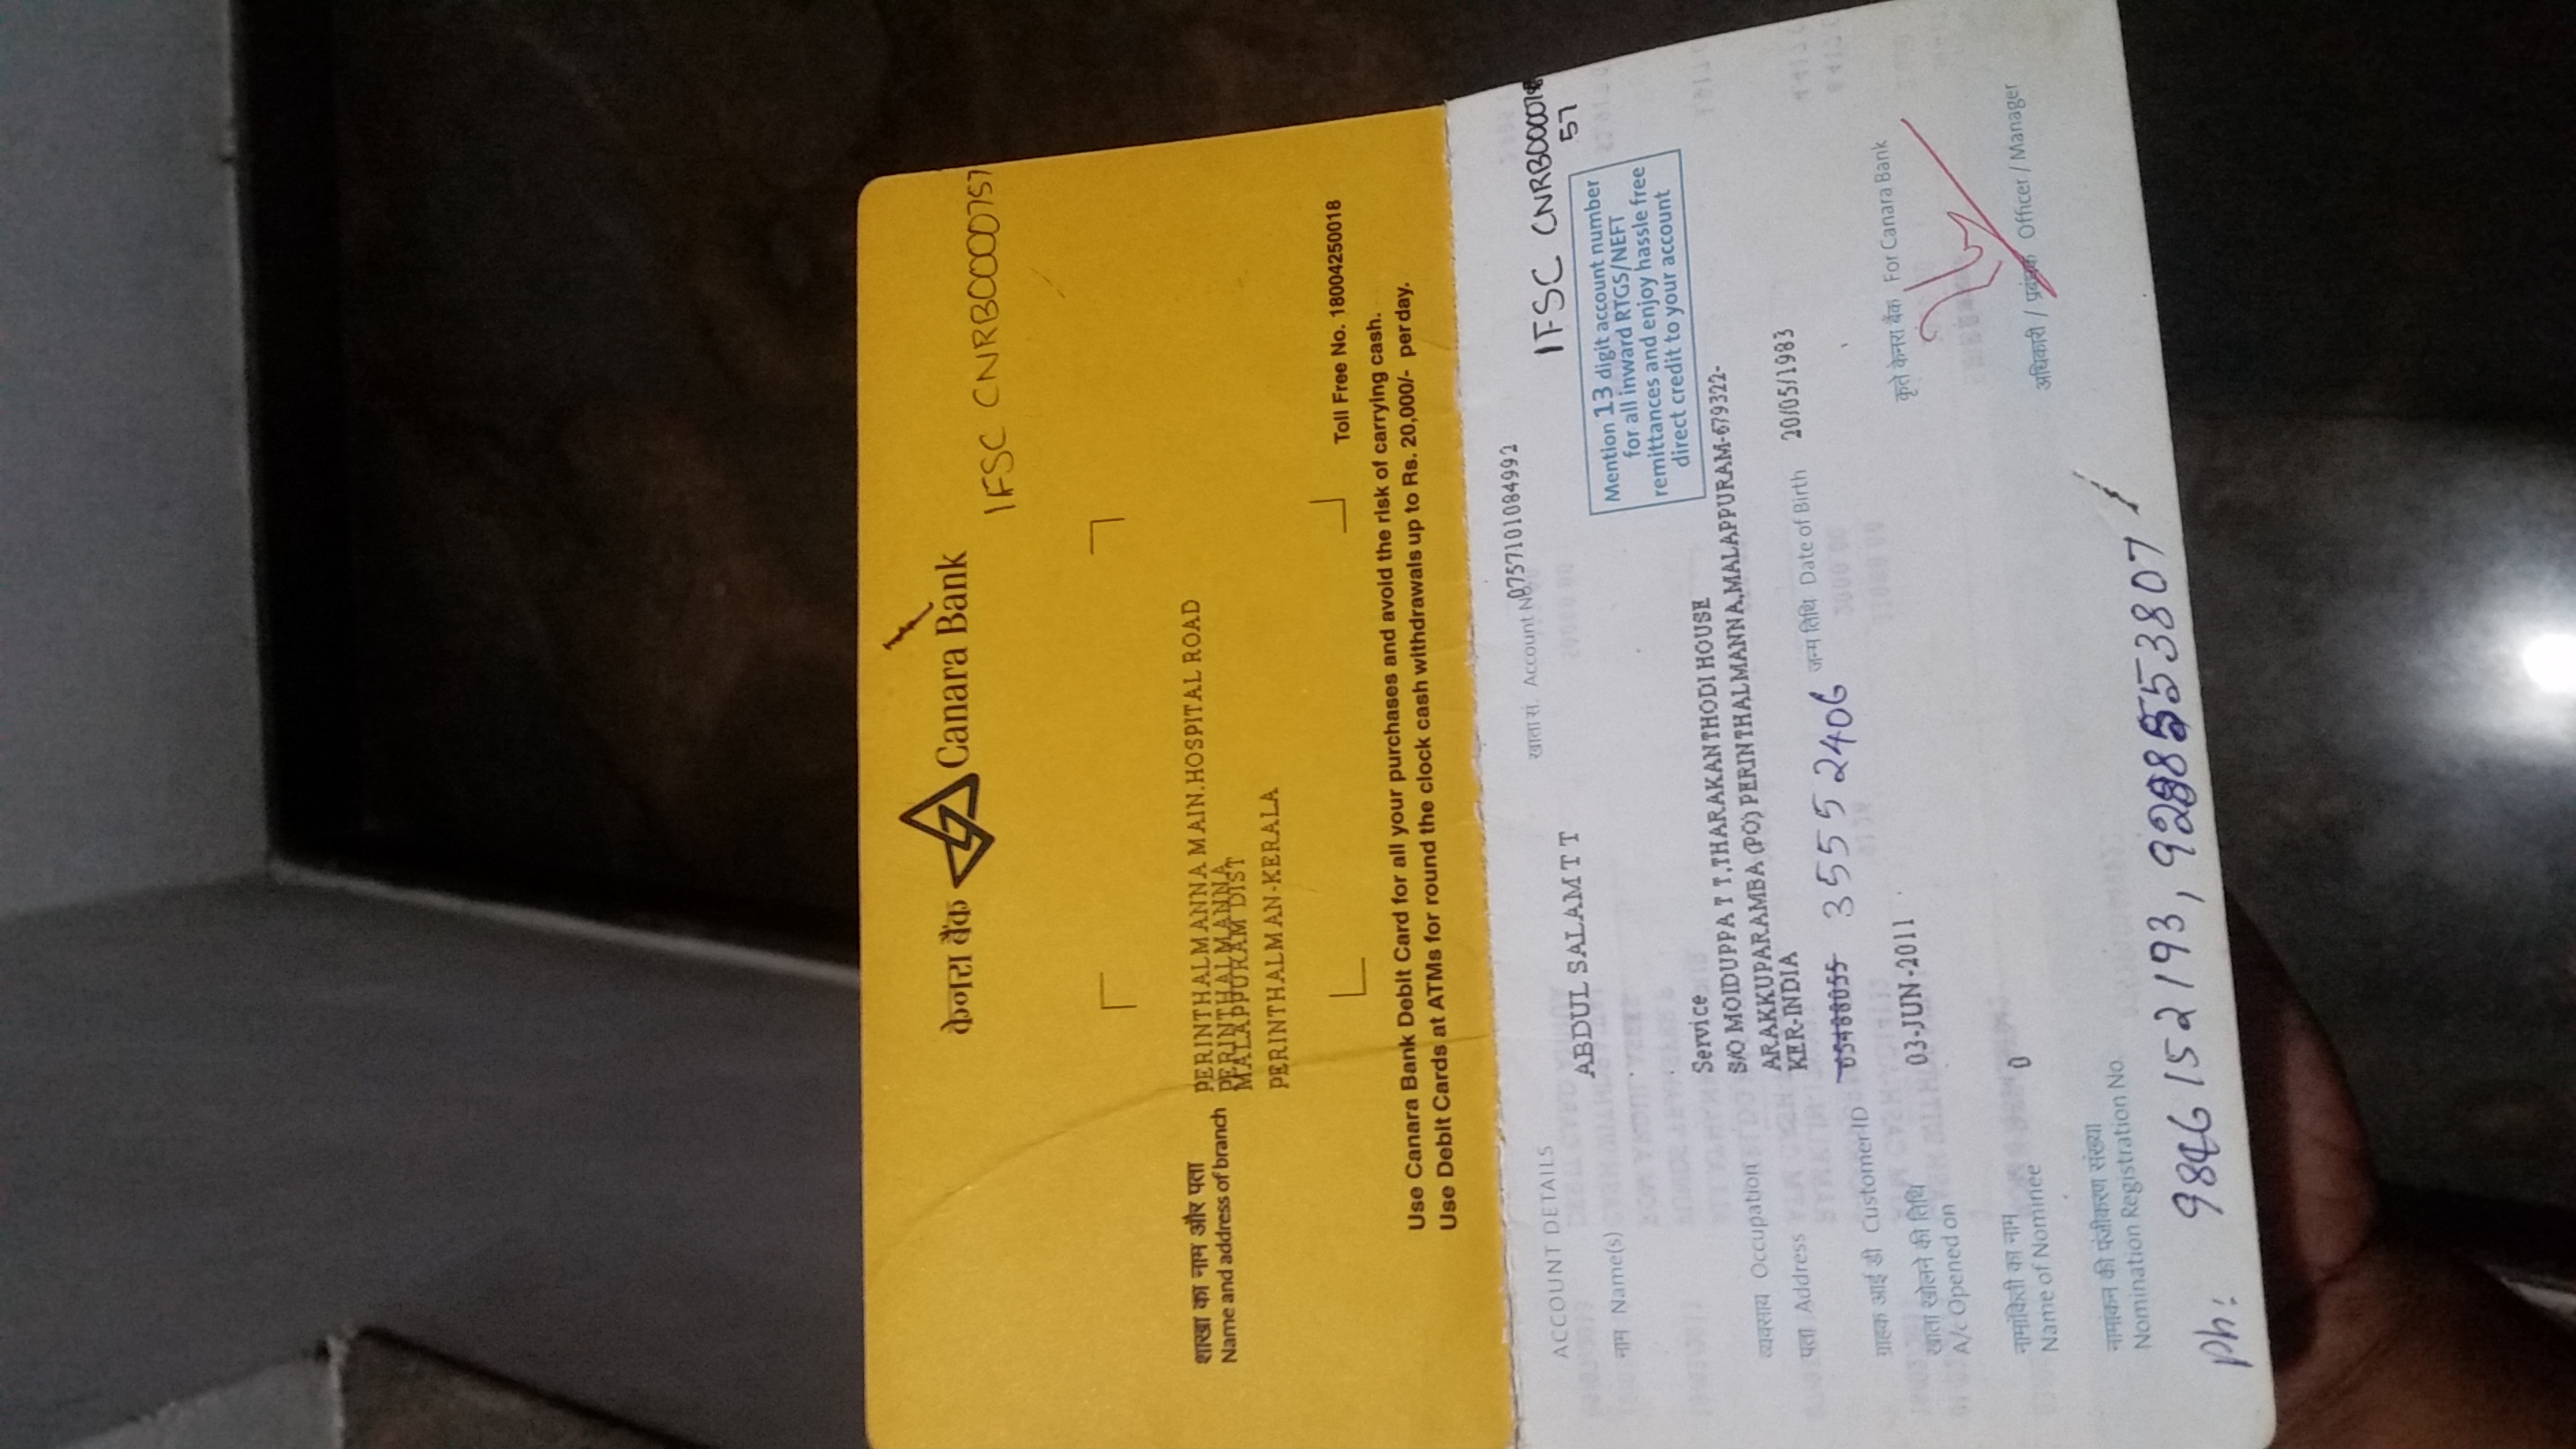 केनरा बैंक Canara Bank
IFSC CNRB0000757
शाखा का नाम और पता
Name and address of branch
PERINTHALMANNA MAIN.HOSPITAL ROAD
PERINTHALMANNA
MALAPPURAM DIST
PERINTHALMAN-KERALA
Toll Free No. 18004250018
Use Canara Bank Debit Card for all your purchases and avoid the risk of carrying cash.
Use Debit Cards at ATMs for round the clock cash withdrawals up to Rs. 20,000/- per day.
ACCOUNT DETAILS
खाता सं. Account No. 0757101084992
IFSC CNRB00007
57
नाम Name(s) ABDUL SALAM T T
Mention 13 digit account number
for all inward RTGS/NEFT
remittances and enjoy hassle free
direct credit to your account
व्यवसाय Occupation Service
पता Address S/O MOIDUPPA T T,THARAKANTHODI HOUSE
ARAKKUPARAMBA (PO) PERINTHALMANNA,MALAPPURAM-679322-
KER-INDIA
ग्राहक आई डी Customer ID 65488055 35552406
जन्म तिथि Date of Birth 20/05/1983
खाता खोलने की तिथि
A/c Opened on 03-JUN-2011
कृते केनरा बैंक For Canara Bank
नामांकिती का नाम
Name of Nominee 0
अधिकारी / प्रबंधक Officer / Manager
नामांकन की पंजीकरण संख्या
Nomination Registration No.
Ph: 9846152193,